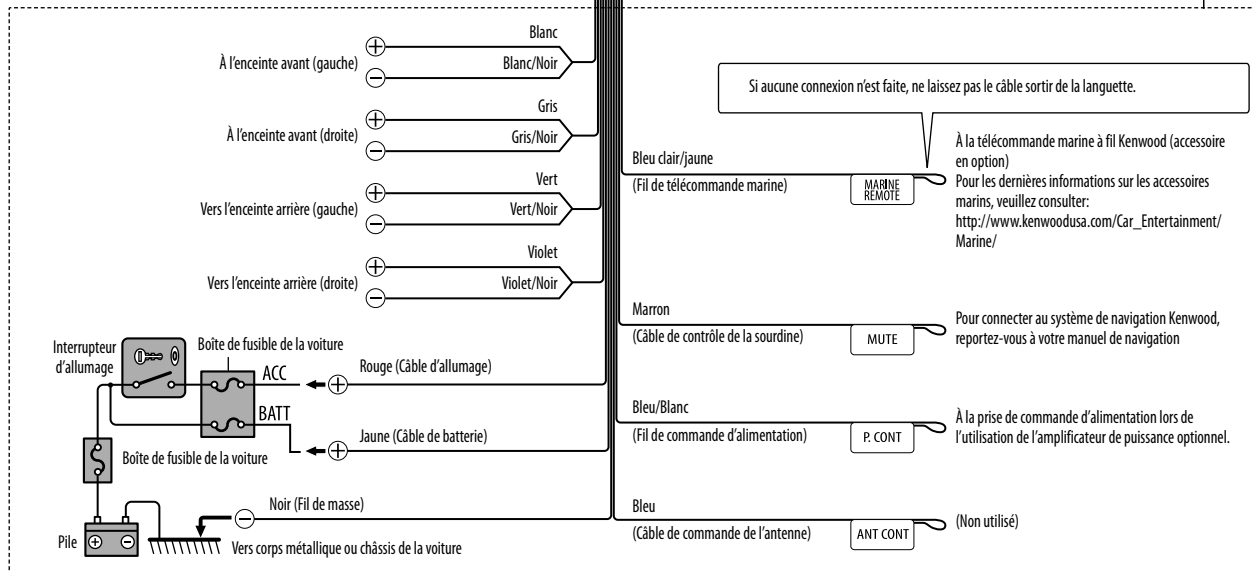 Blanc
À l'enceinte avant (gauche)
Blanc/Noir
Gris
À l'enceinte avant (droite)
Gris/Noir
Vert
Vers l'enceinte arrière (gauche)
Vert/Noir
Violet
Vers l'enceinte arrière (droite)
Violet/Noir
Interrupteur
d'allumage
Boîte de fusible de la voiture
ACC
Rouge (Câble d'allumage)
BATT
Jaune (Câble de batterie)
Boîte de fusible de la voiture
Noir (Fil de masse)
Pile
Vers corps métallique ou châssis de la voiture
Si aucune connexion n'est faite, ne laissez pas le câble sortir de la languette.
Bleu clair/jaune
(Fil de télécommande marine)
MARINE
REMOTE
À la télécommande marine à fil Kenwood (accessoire
en option)
Pour les dernières informations sur les accessoires
marins, veuillez consulter:
http://www.kenwoodusa.com/Car_Entertainment/
Marine/
Marron
(Câble de contrôle de la sourdine)
MUTE
Pour connecter au système de navigation Kenwood,
reportez-vous à votre manuel de navigation
Bleu/Blanc
(Fil de commande d'alimentation)
P. CONT
À la prise de commande d'alimentation lors de
l'utilisation de l'amplificateur de puissance optionnel.
Bleu
(Câble de commande de l'antenne)
ANT CONT
(Non utilisé)